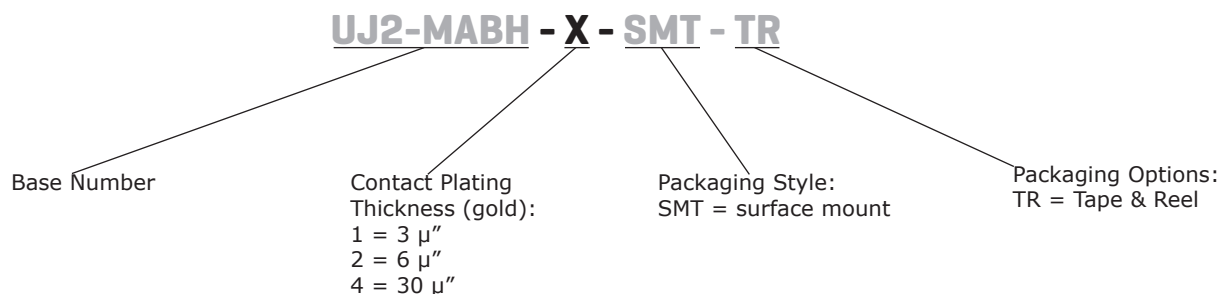 UJ2-MABH - X - SMT - TR
Base Number
Contact Plating
Thickness (gold):
1 = 3 µ”
2 = 6 µ”
4 = 30 µ”
Packaging Style:
SMT = surface mount
Packaging Options:
TR = Tape & Reel